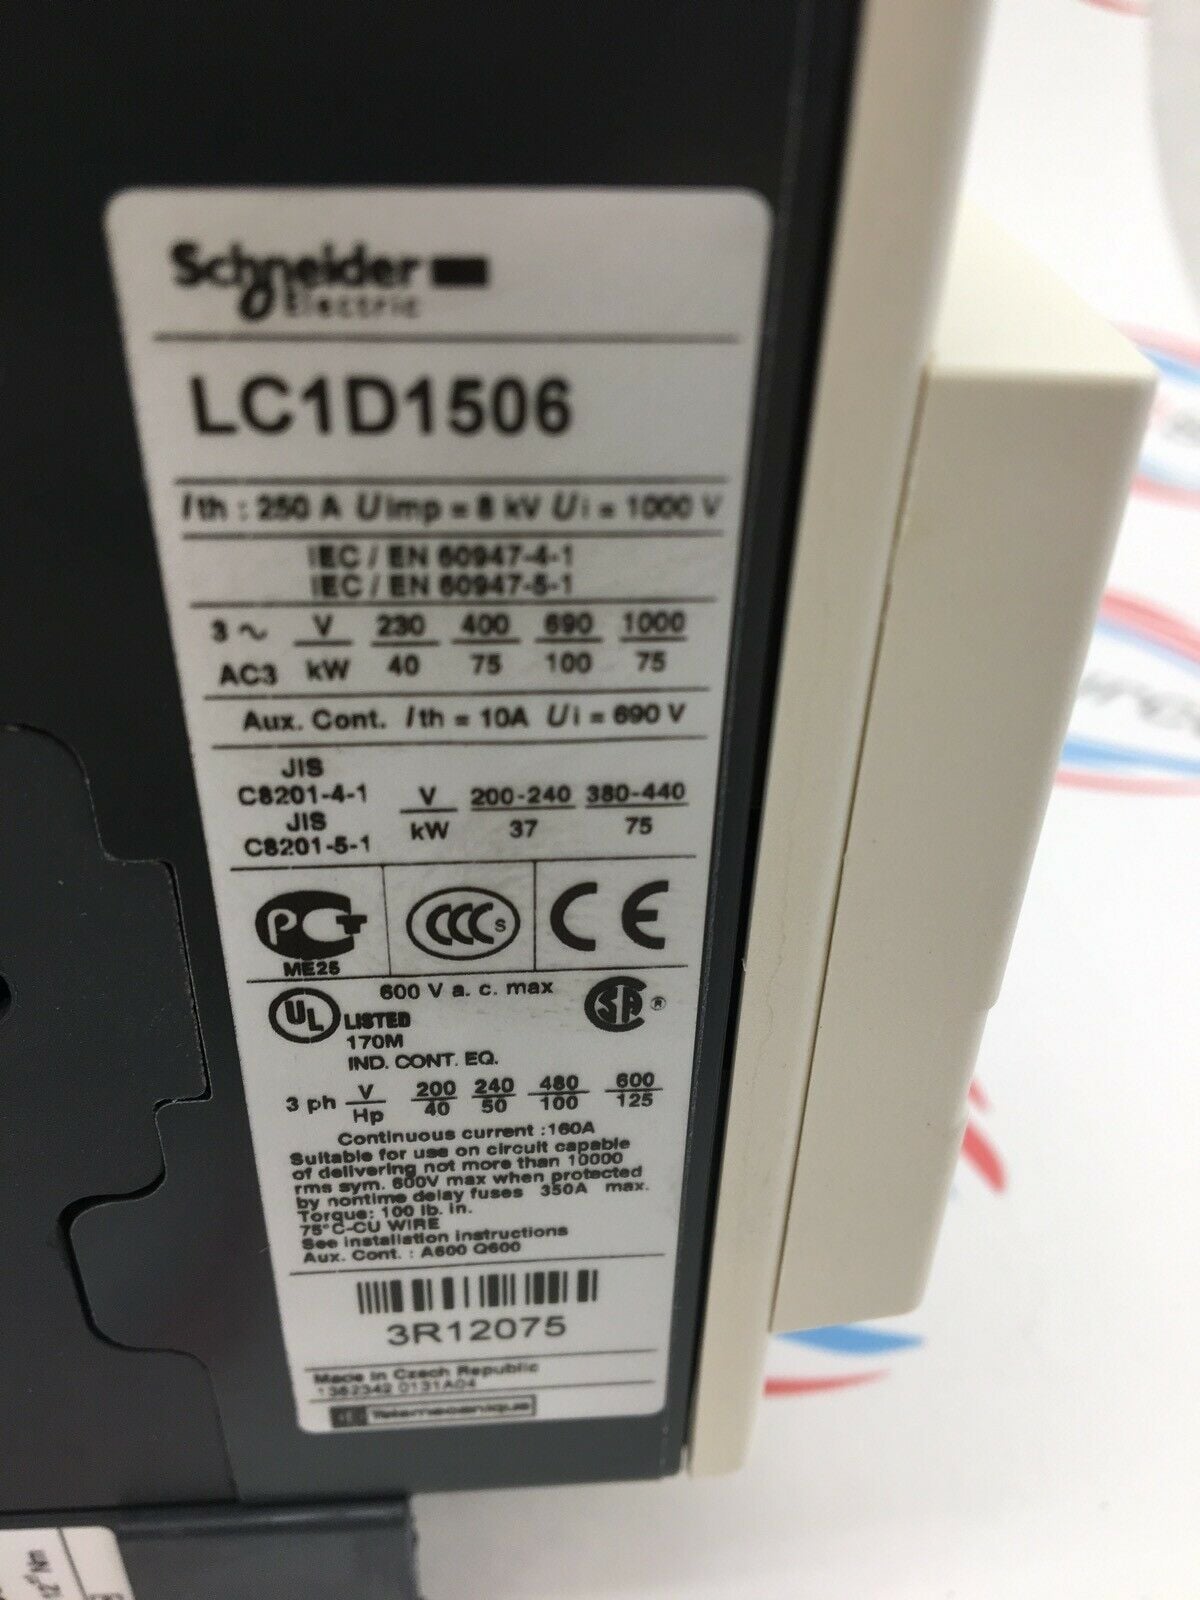 Schneider
Electric
LC1D1506
Ith : 250 A Uimp = 8 kV Ui = 1000 V
IEC / EN 60947-4-1
IEC / EN 60947-5-1
3 ~ V 230 400 690 1000
AC3 kW 40 75 100 75
Aux. Cont. Ith = 10A Ui = 690 V
JIS
C8201-4-1 V 200-240 380-440
JIS kW 37 75
C8201-5-1
PCT CCC S CE
ME25
600 V a. c. max
UL LISTED SA ®
170M
IND. CONT. EQ.
3 ph V 200 240 480 600
Hp 40 50 100 125
Continuous current :160A
Suitable for use on circuit capable
of delivering not more than 10000
rms sym. 600V max when protected
by nontime delay fuses 350A max.
Torque: 100 lb. in.
75°C-CU WIRE
See installation instructions
Aux. Cont. : A600 Q600
3R12075
Made in Czech Republic
1362342 0131A04
Telemecanique